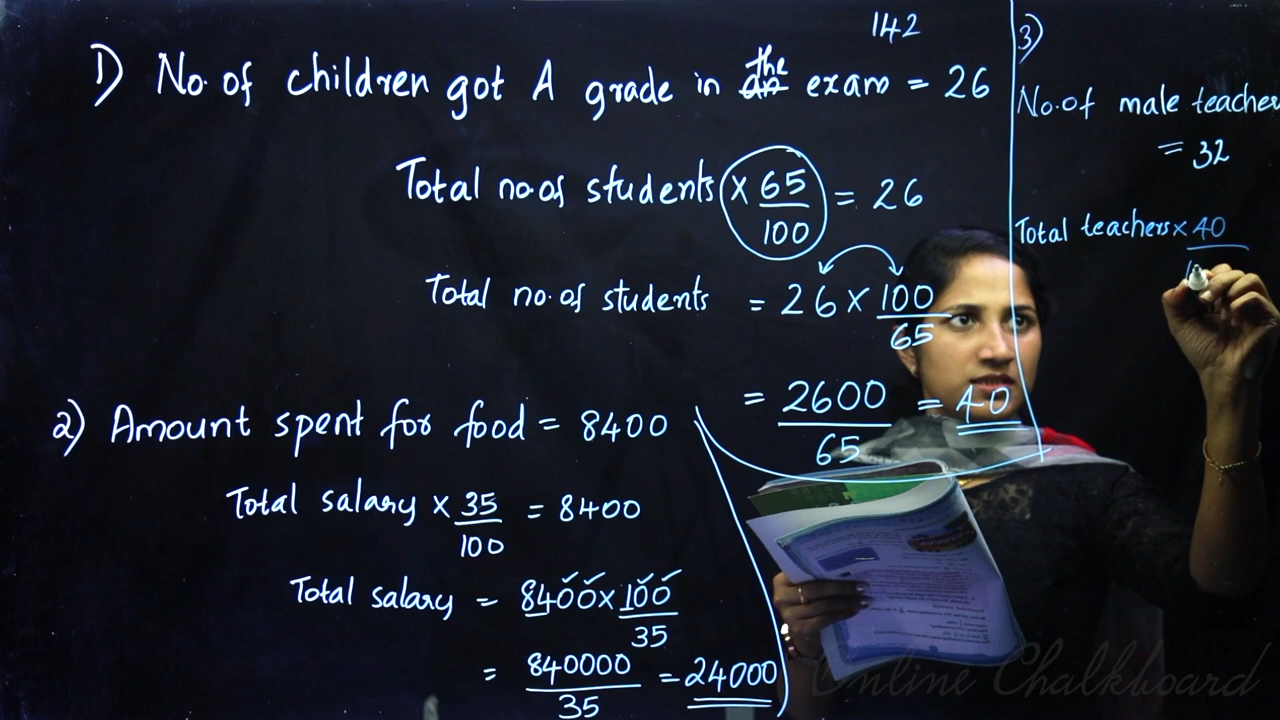 142
1) No. of children got A grade in the exam = 26
Total no of students × 65/100 = 26
Total no. of students = 26 × 100/65
= 2600/65 = 40
2) Amount spent for food = 8400
Total salary × 35/100 = 8400
Total salary = 8400 × 100/35
= 840000/35 = 24000
3)
No. of male teacher
= 32
Total teachers × 40
Online Chalkboard